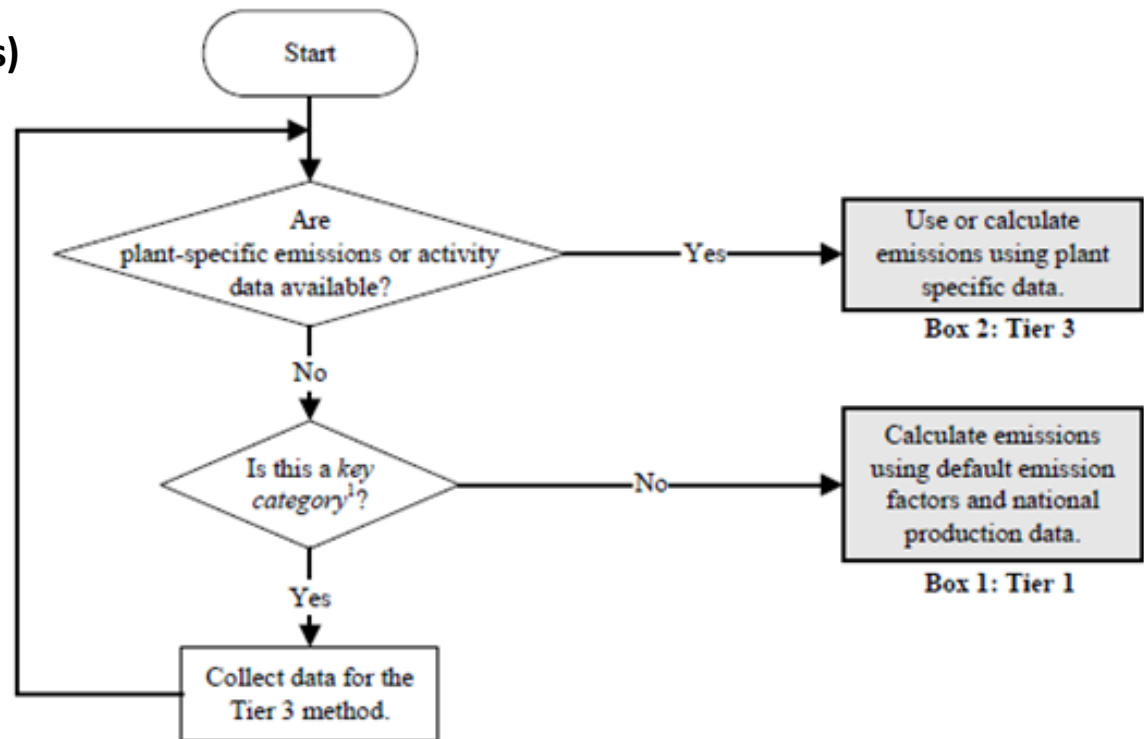 s)
Start
Are
plant-specific emissions or activity
data available?
Yes
Use or calculate
emissions using plant
specific data.
Box 2: Tier 3
No
Is this a key
category¹?
No
Calculate emissions
using default emission
factors and national
production data.
Box 1: Tier 1
Yes
Collect data for the
Tier 3 method.